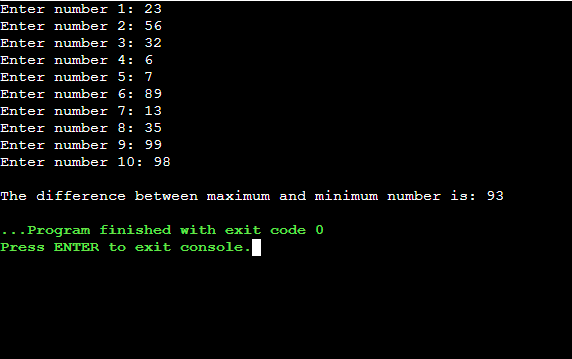 Enter number 1: 23
Enter number 2: 56
Enter number 3: 32
Enter number 4: 6
Enter number 5: 7
Enter number 6: 89
Enter number 7: 13
Enter number 8: 35
Enter number 9: 99
Enter number 10: 98
The difference between maximum and minimum number is: 93
...Program finished with exit code 0
Press ENTER to exit console.